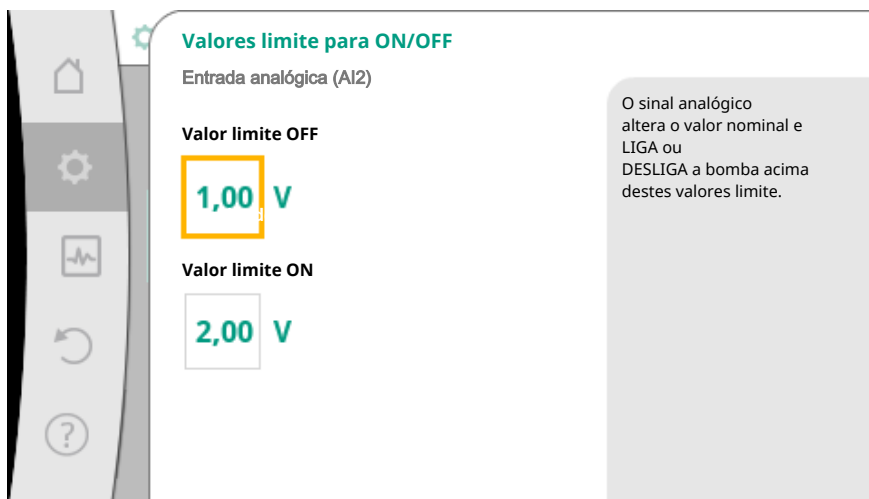 Valores limite para ON/OFF
Entrada analógica (AI2)
Valor limite OFF
1,00 V
Valor limite ON
2,00 V
?
O sinal analógico
altera o valor nominal e
LIGA ou
DESLIGA a bomba acima
destes valores limite.